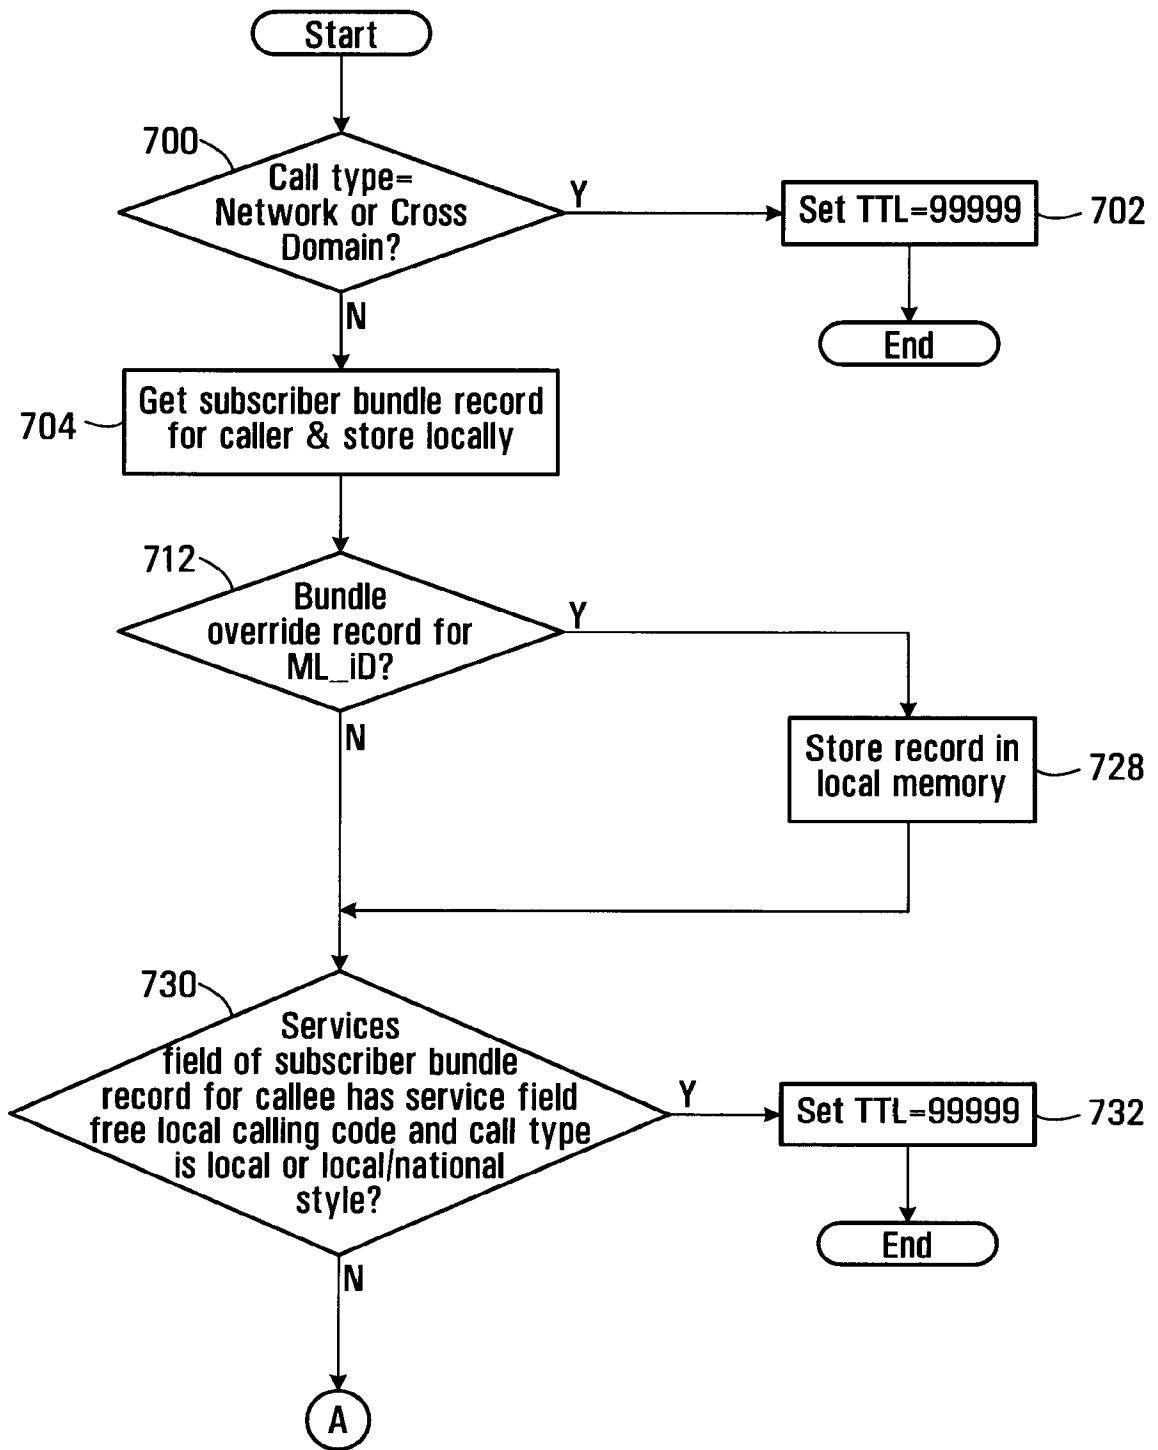 Start
700
Call type=
Network or Cross
Domain?
Y
Set TTL=99999
702
N
End
704
Get subscriber bundle record
for caller & store locally
712
Bundle
override record for
ML_iD?
Y
N
Store record in
local memory
728
730
Services
field of subscriber bundle
record for callee has service field
free local calling code and call type
is local or local/national
style?
Y
Set TTL=99999
732
End
N
A